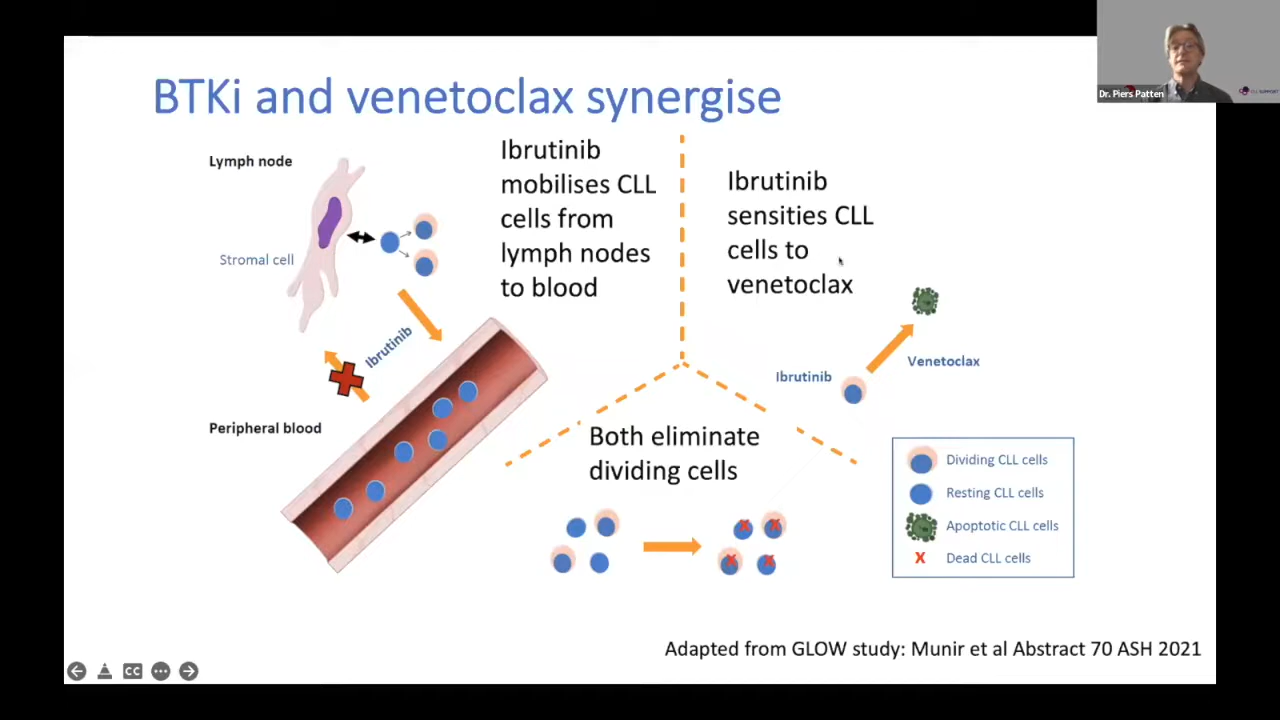 BTKi and venetoclax synergise
Dr. Piers Patten
CLL SUPPORT
Lymph node
Stromal cell
Ibrutinib
mobilises CLL
cells from
lymph nodes
to blood
Ibrutinib
Peripheral blood
Ibrutinib
sensities CLL
cells to
venetoclax
Ibrutinib
Venetoclax
Both eliminate
dividing cells
Dividing CLL cells
Resting CLL cells
Apoptotic CLL cells
X Dead CLL cells
Adapted from GLOW study: Munir et al Abstract 70 ASH 2021
CC